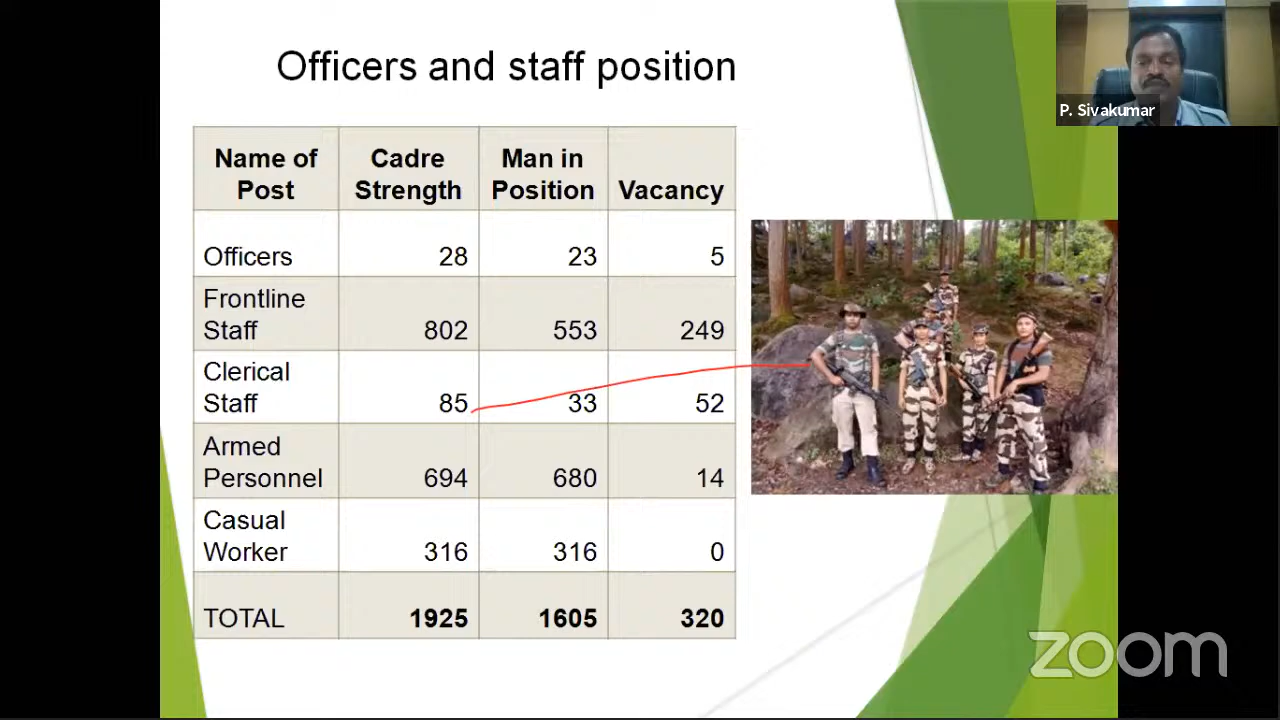 Officers and staff position
P. Sivakumar
Name of Post Cadre Strength Man in Position Vacancy
Officers 28 23 5
Frontline Staff 802 553 249
Clerical Staff 85 33 52
Armed Personnel 694 680 14
Casual Worker 316 316 0
TOTAL 1925 1605 320
zoom